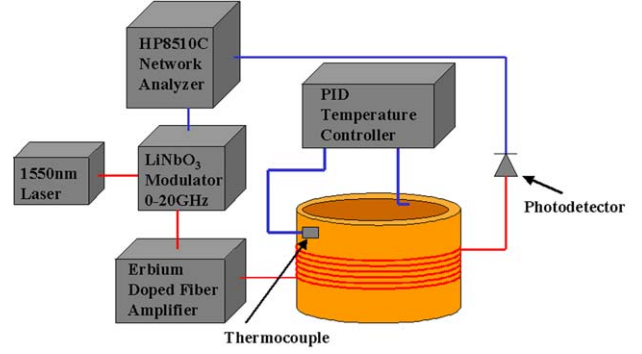 HP8510C
Network
Analyzer
PID
Temperature
Controller
1550nm
Laser
LiNbO₃
Modulator
0-20GHz
Photodetector
Erbium
Doped Fiber
Amplifier
Thermocouple